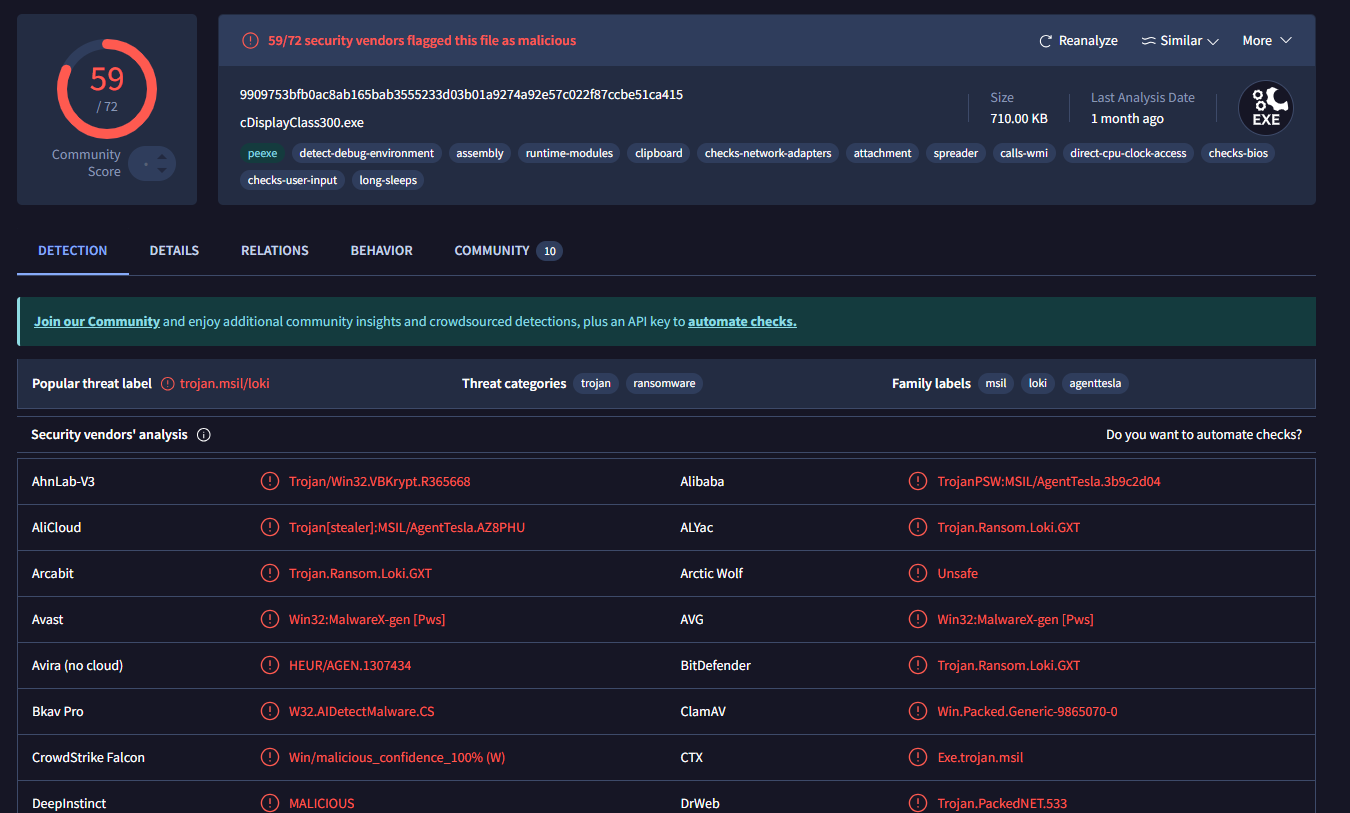 59
/ 72
Community
Score
59/72 security vendors flagged this file as malicious
Reanalyze
Similar
More
9909753bfb0ac8ab165bab3555233d03b01a9274a92e57c022f87ccbe51ca415
cDisplayClass300.exe
Size
710.00 KB
Last Analysis Date
1 month ago
EXE
peexe detect-debug-environment assembly runtime-modules clipboard checks-network-adapters attachment spreader calls-wmi direct-cpu-clock-access checks-bios
checks-user-input long-sleeps
DETECTION DETAILS RELATIONS BEHAVIOR COMMUNITY 10
Join our Community and enjoy additional community insights and crowdsourced detections, plus an API key to automate checks.
Popular threat label trojan.msil/loki Threat categories trojan ransomware Family labels msil loki agenttesla
Security vendors' analysis Do you want to automate checks?
AhnLab-V3 Trojan/Win32.VBKrypt.R365668 Alibaba TrojanPSW:MSIL/AgentTesla.3b9c2d04
AliCloud Trojan[stealer]:MSIL/AgentTesla.AZ8PHU ALYac Trojan.Ransom.Loki.GXT
Arcabit Trojan.Ransom.Loki.GXT Arctic Wolf Unsafe
Avast Win32:MalwareX-gen [Pws] AVG Win32:MalwareX-gen [Pws]
Avira (no cloud) HEUR/AGEN.1307434 BitDefender Trojan.Ransom.Loki.GXT
Bkav Pro W32.AIDetectMalware.CS ClamAV Win.Packed.Generic-9865070-0
CrowdStrike Falcon Win/malicious_confidence_100% (W) CTX Exe.trojan.msil
DeepInstinct MALICIOUS DrWeb Trojan.PackedNET.533